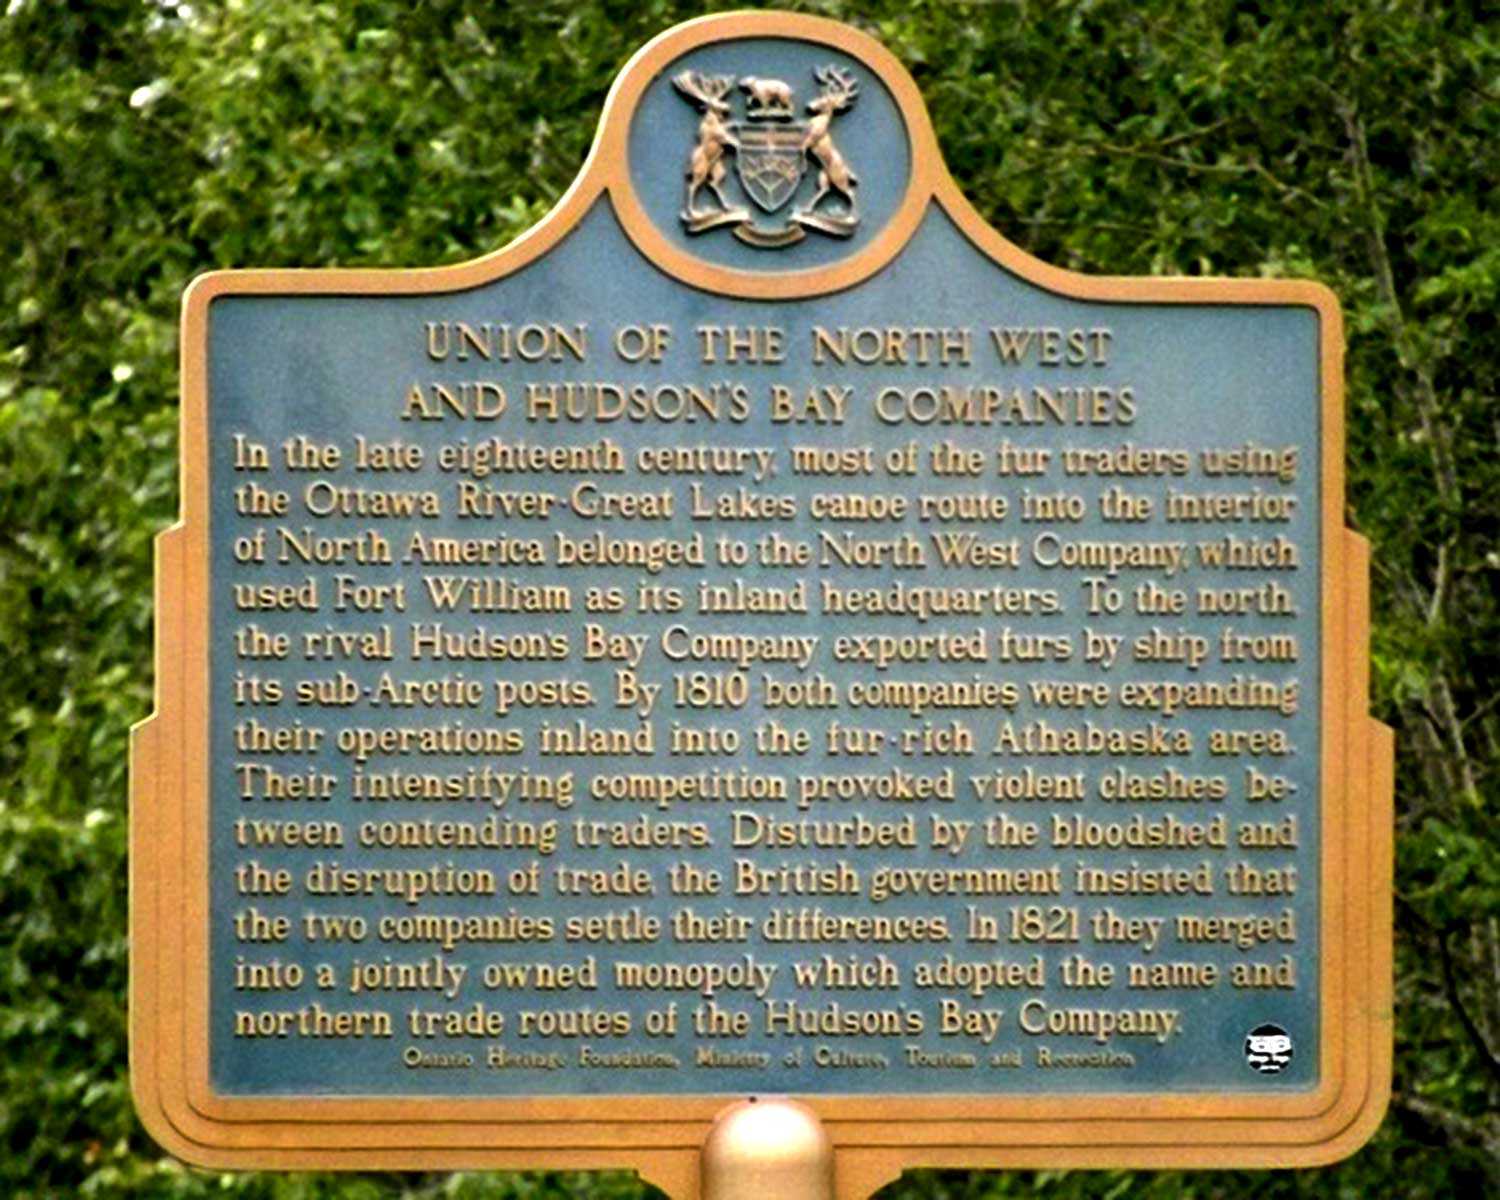 UNION OF THE NORTH WEST
AND HUDSON'S BAY COMPANIES
In the late eighteenth century, most of the fur traders using
the Ottawa River-Great Lakes canoe route into the interior
of North America belonged to the North West Company, which
used Fort William as its inland headquarters. To the north,
the rival Hudson's Bay Company exported furs by ship from
its sub-Arctic posts. By 1810 both companies were expanding
their operations inland into the fur-rich Athabaska area.
Their intensifying competition provoked violent clashes be-
tween contending traders. Disturbed by the bloodshed and
the disruption of trade, the British government insisted that
the two companies settle their differences. In 1821 they merged
into a jointly owned monopoly which adopted the name and
northern trade routes of the Hudson's Bay Company.
Ontario Heritage Foundation, Ministry of Culture, Tourism and Recreation